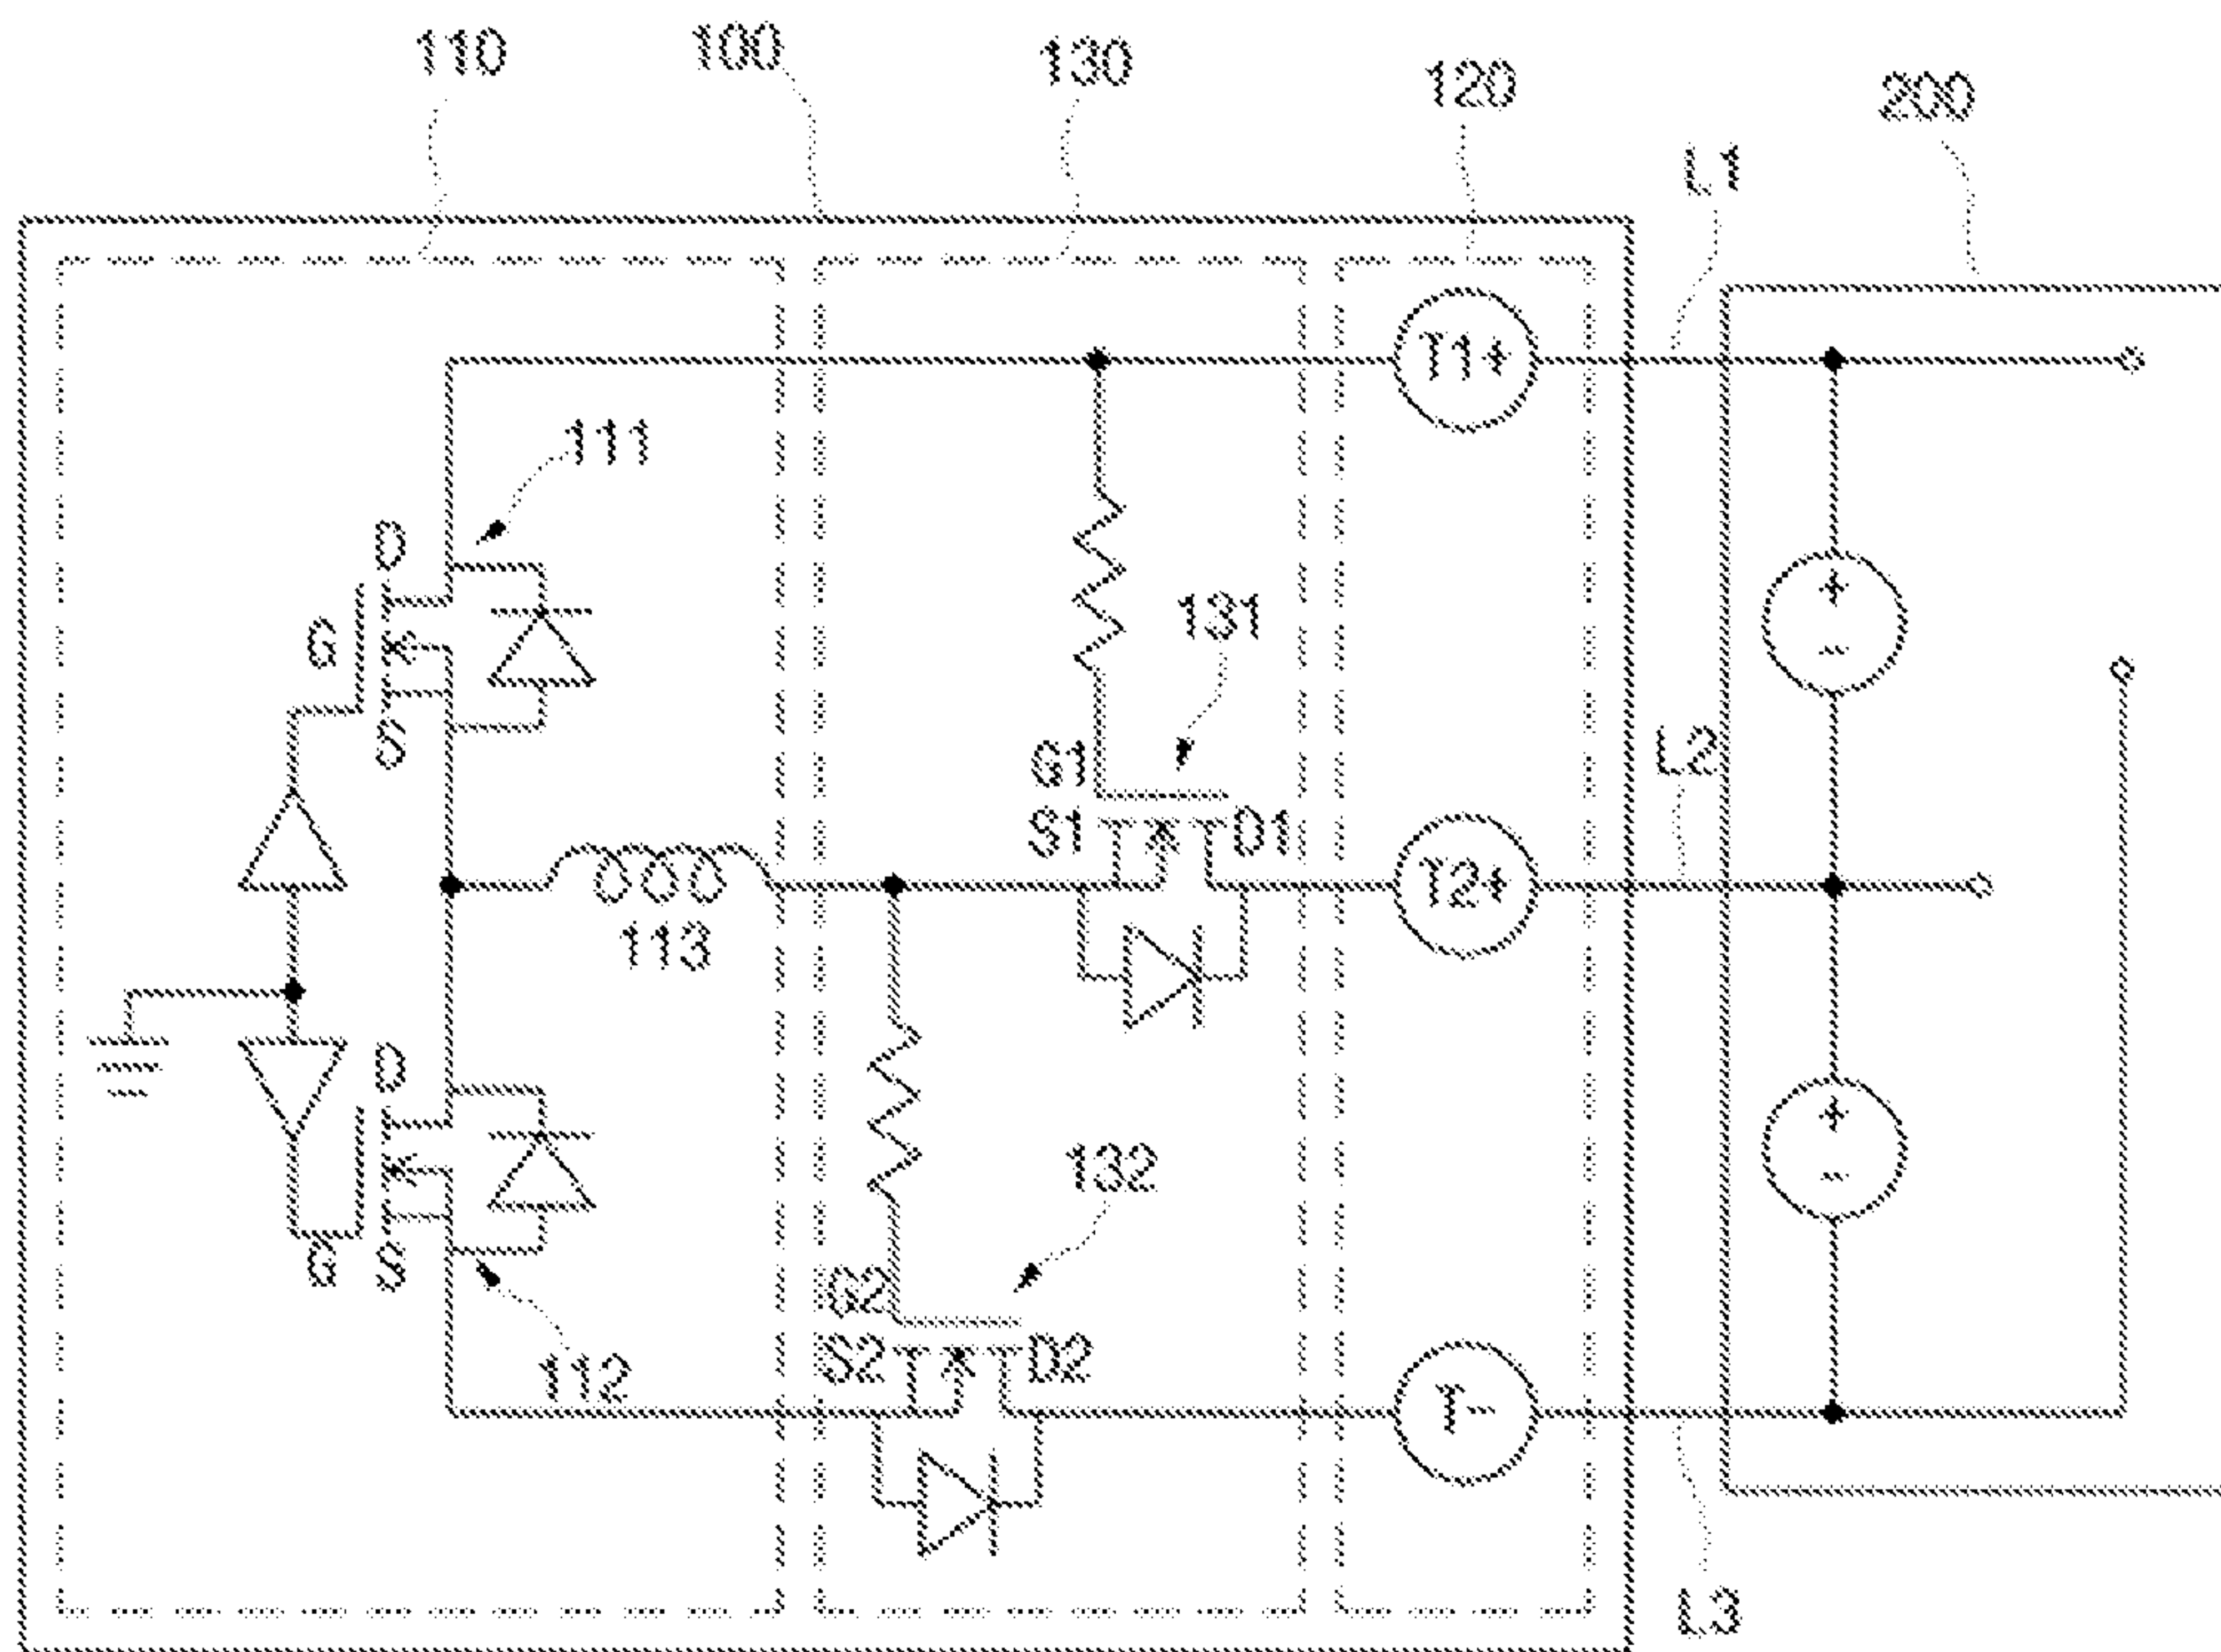 110
100
130
120
200
L1
T1+
111
D
G
S
+
-
131
G1
S1
D1
L2
T2+
113
D
G
S
+
-
132
G2
S2
D2
112
T-
L3